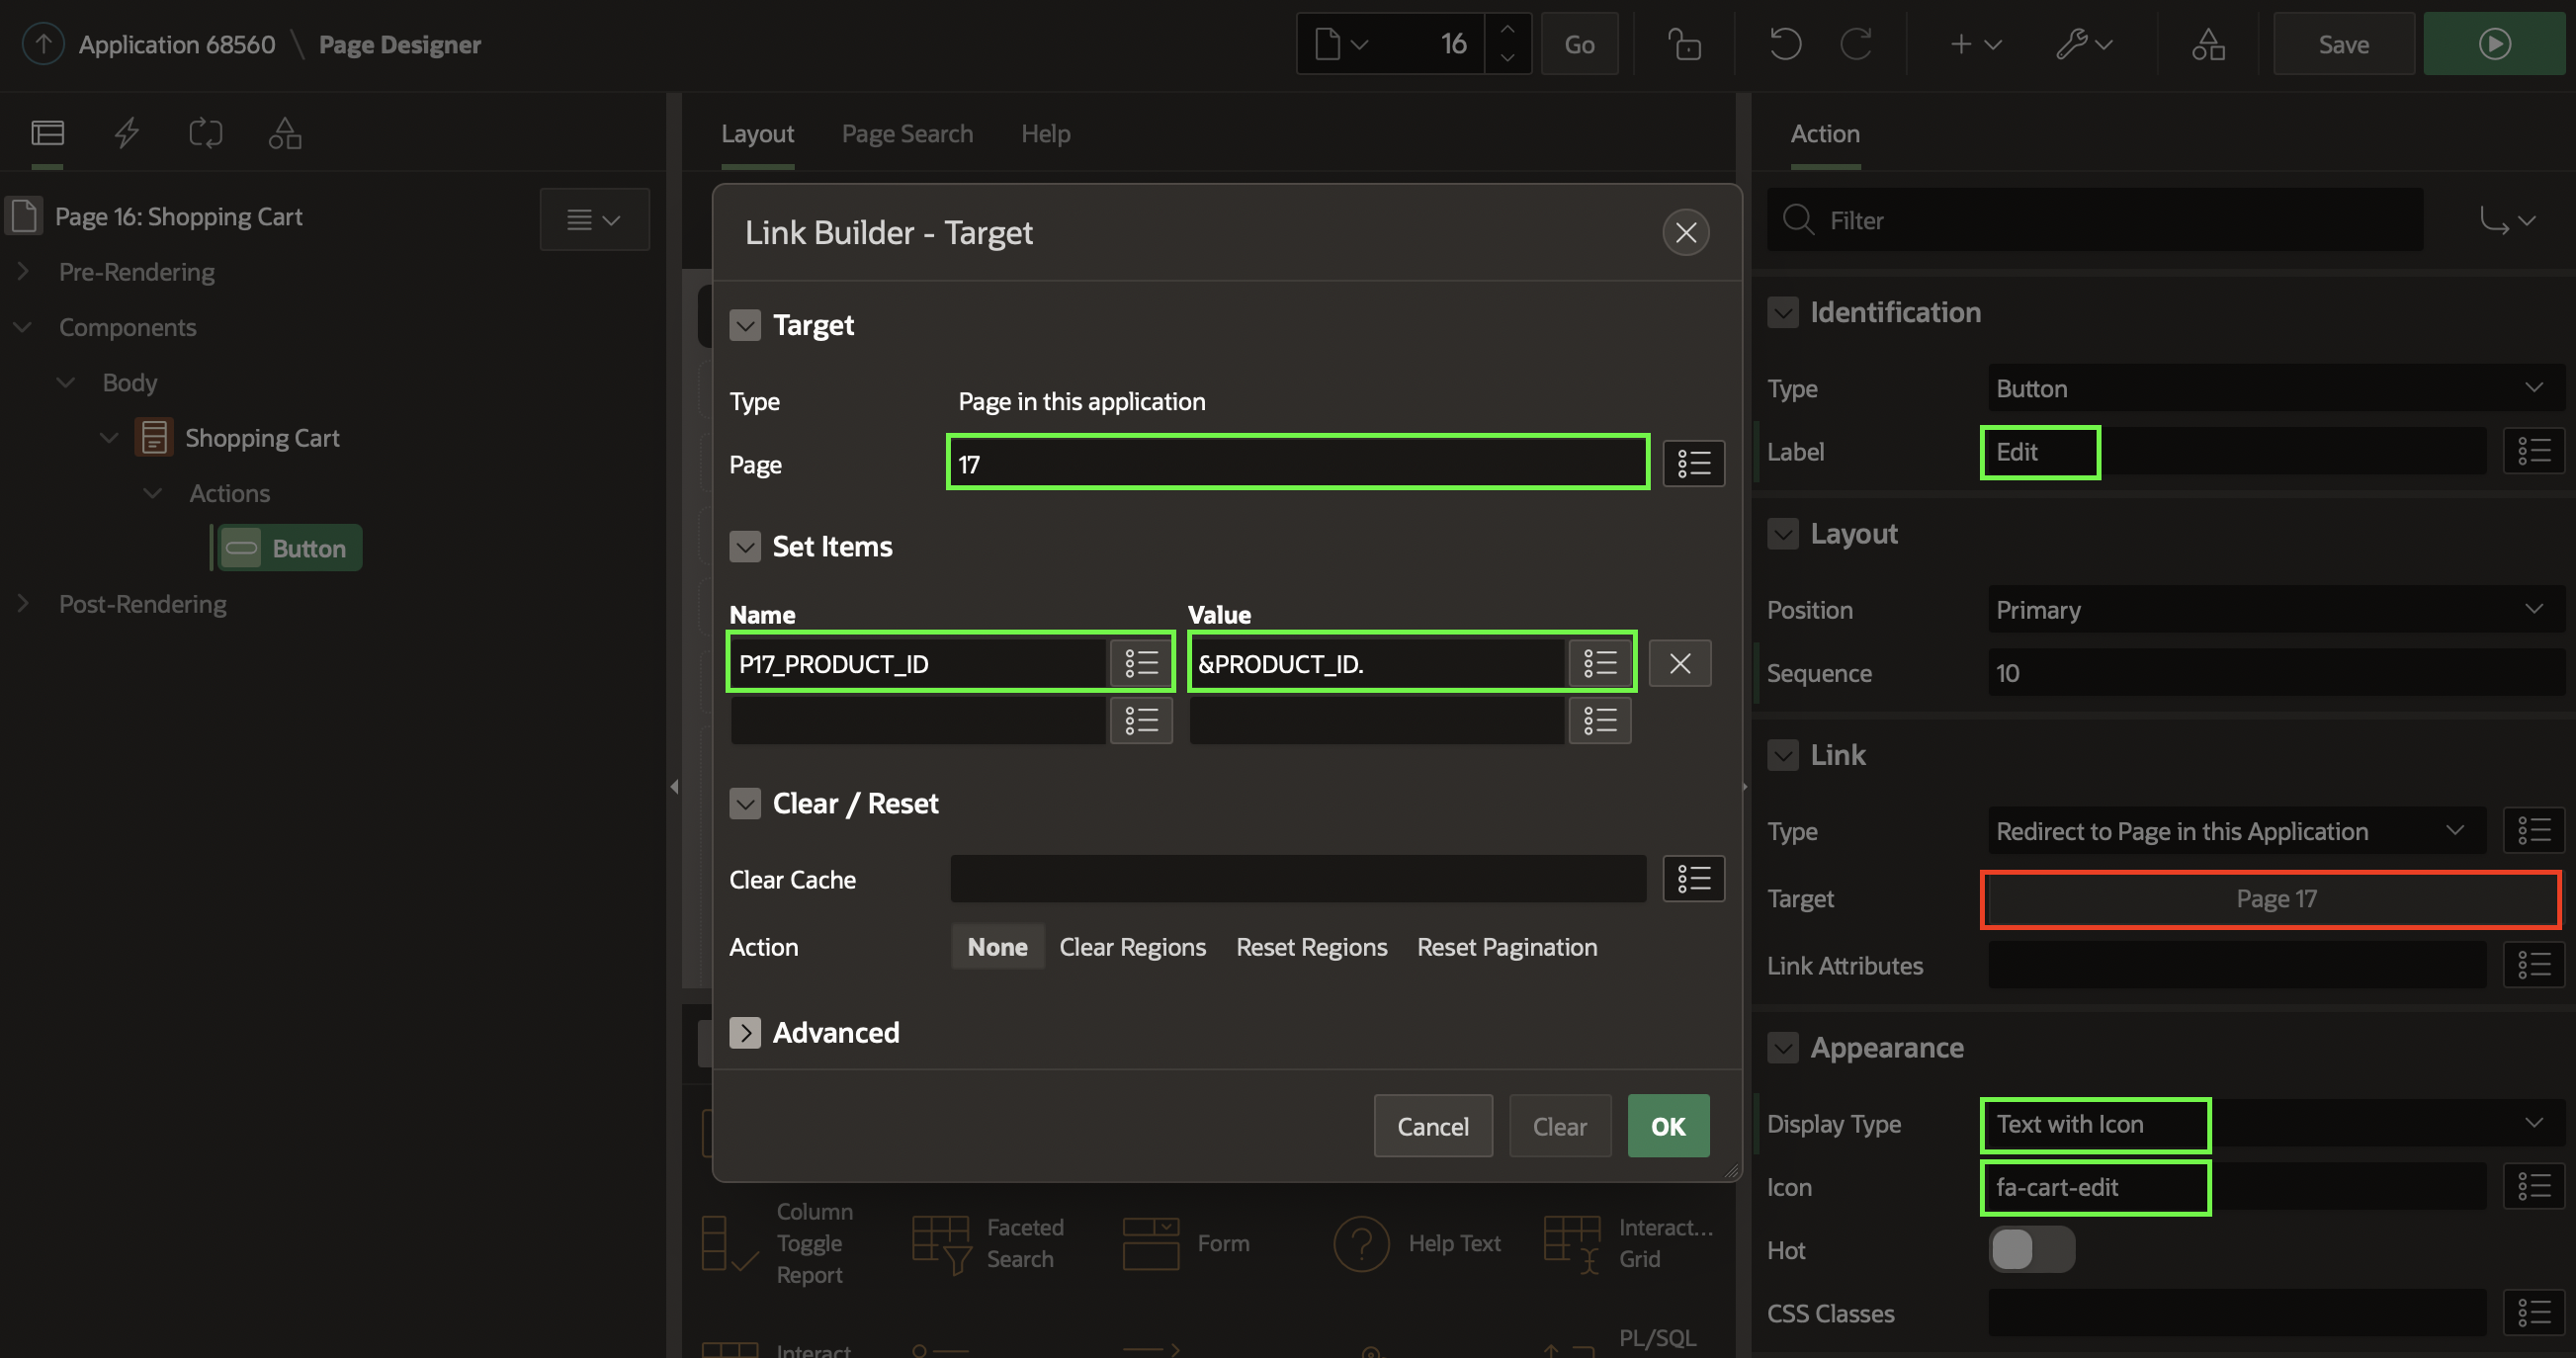 Application 68560 \ Page Designer
16
Go
Save
Layout
Page Search
Help
Page 16: Shopping Cart
Pre-Rendering
Components
Body
Shopping Cart
Actions
Button
Post-Rendering
Link Builder - Target
Target
Type
Page in this application
Page
17
Set Items
Name
Value
P17_PRODUCT_ID
&PRODUCT_ID.
Clear / Reset
Clear Cache
Action
None
Clear Regions
Reset Regions
Reset Pagination
Advanced
Cancel
Clear
OK
Column
Toggle
Report
Faceted
Search
Form
Help Text
Interact...
Grid
Interact
PL/SQL
Action
Filter
Identification
Type
Button
Label
Edit
Layout
Position
Primary
Sequence
10
Link
Type
Redirect to Page in this Application
Target
Page 17
Link Attributes
Appearance
Display Type
Text with Icon
Icon
fa-cart-edit
Hot
CSS Classes